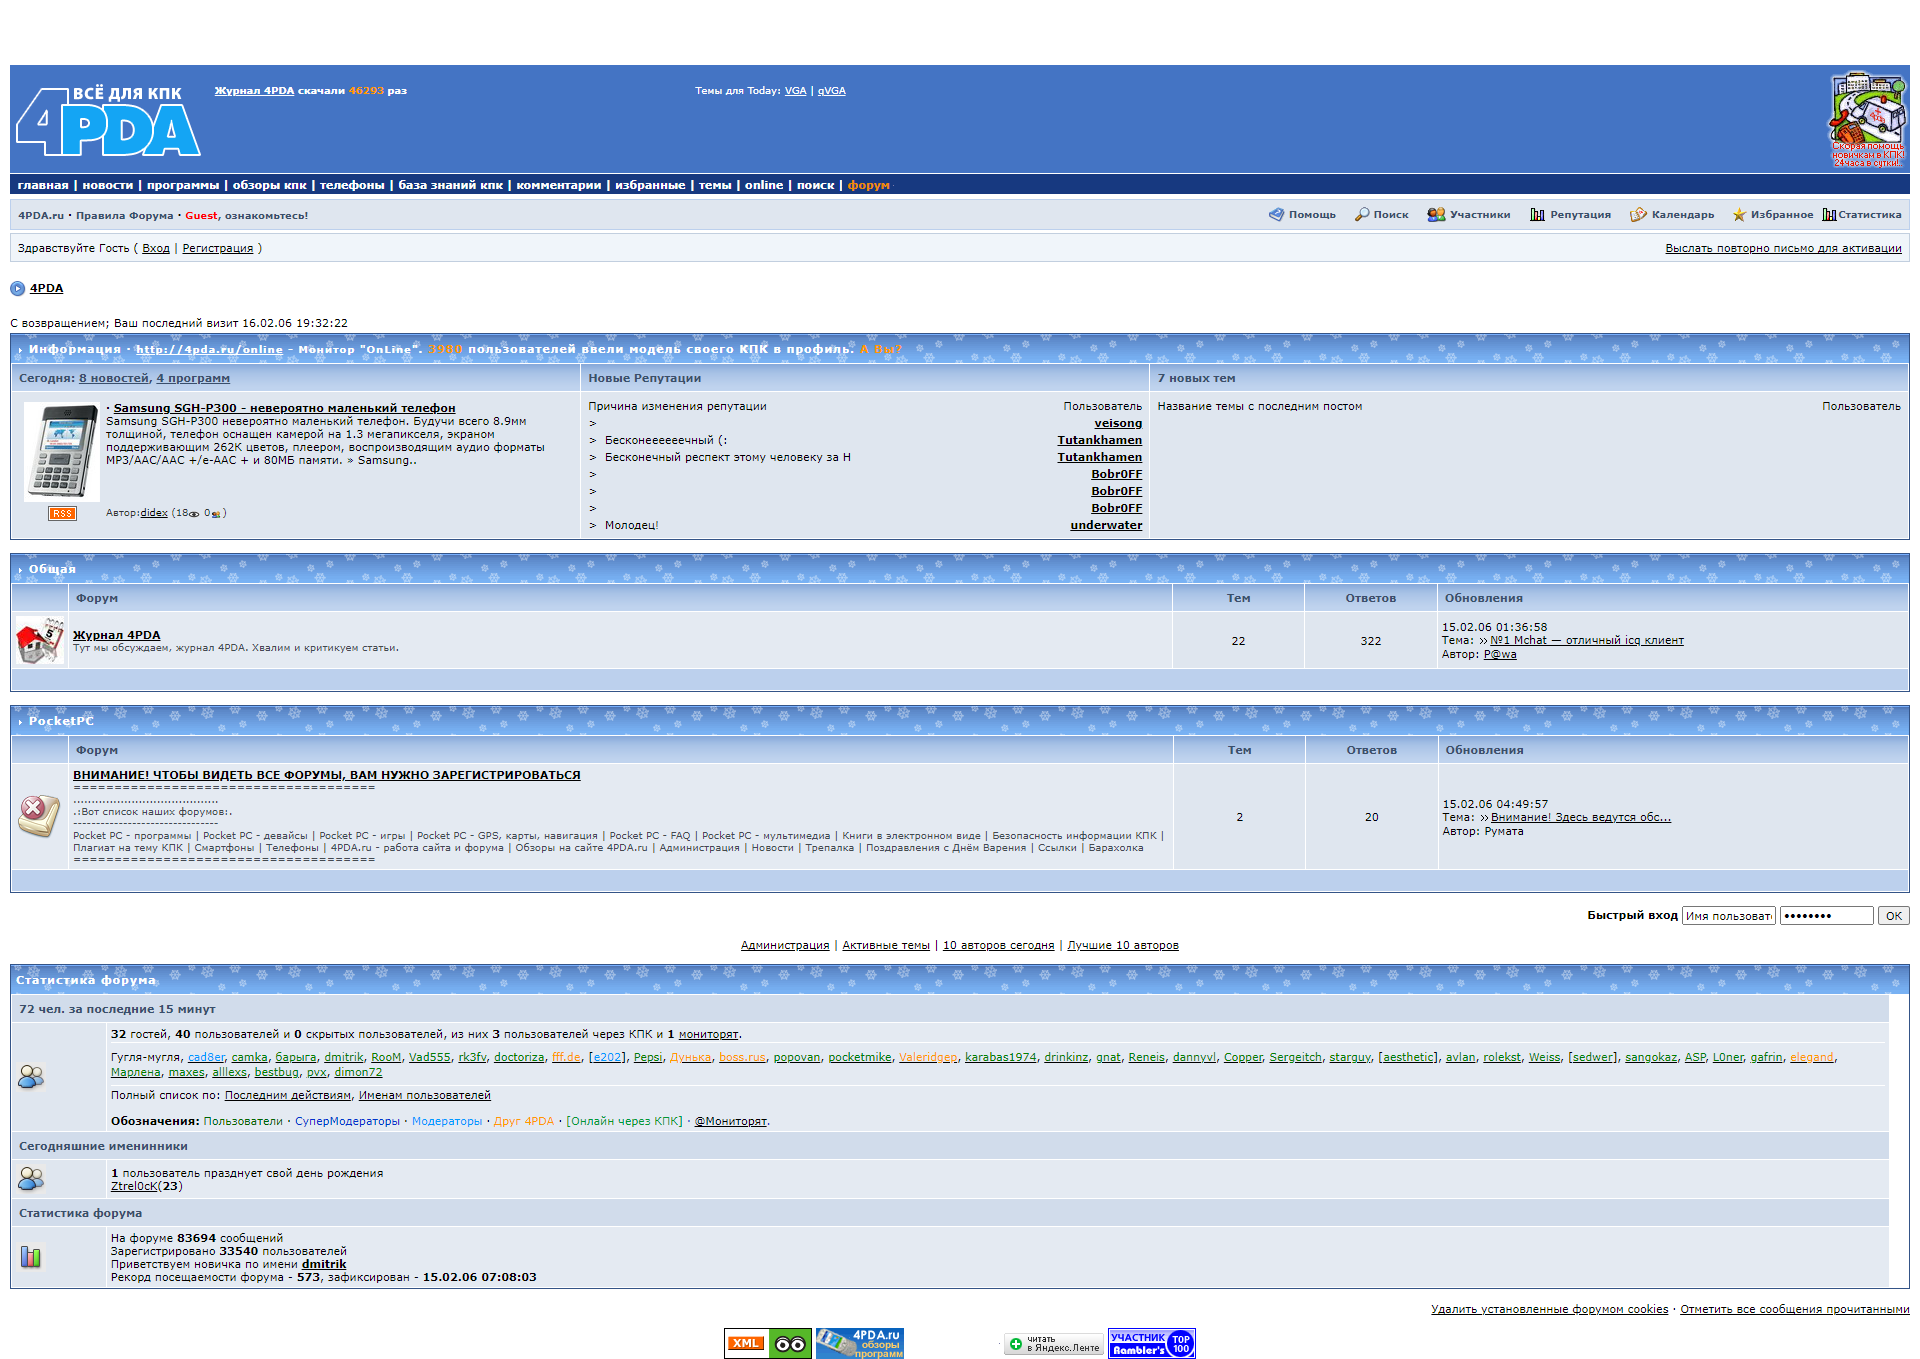 ВСЁ ДЛЯ КПК
4PDA
Журнал 4PDA скачали 46293 раз
Темы для Today: VGA | qVGA
Скорая помощь
новичкам в КПК!
24 часа в сутки!
главная | новости | программы | обзоры кпк | телефоны | база знаний кпк | комментарии | избранные | темы | online | поиск | форум
4PDA.ru · Правила Форума · Guest, ознакомьтесь!
Помощь Поиск Участники Репутация Календарь Избранное Статистика
Здравствуйте Гость ( Вход | Регистрация )
Выслать повторно письмо для активации
4PDA
С возвращением; Ваш последний визит 16.02.06 19:32:22
Информация · http://4pda.ru/online - Монитор "OnLine". 3980 пользователей ввели модель своего КПК в профиль. А Вы?
Сегодня: 8 новостей, 4 программ
· Samsung SGH-P300 - невероятно маленький телефон
Samsung SGH-P300 невероятно маленький телефон. Будучи всего 8.9мм
толщиной, телефон оснащен камерой на 1.3 мегапикселя, экраном
поддерживающим 262К цветов, плеером, воспроизводящим аудио форматы
MP3/AAC/AAC +/e-AAC + и 80МБ памяти. » Samsung..
RSS
Автор:didex (18 0 )
Новые Репутации
Причина изменения репутации Пользователь
> veisong
> Бесконеееееечный (: Tutankhamen
> Бесконечный респект этому человеку за Н Tutankhamen
> Bobr0FF
> Bobr0FF
> Bobr0FF
> Молодец! underwater
7 новых тем
Название темы с последним постом Пользователь
Общая
Форум Тем Ответов Обновления
Журнал 4PDA
Тут мы обсуждаем, журнал 4PDA. Хвалим и критикуем статьи.
22
322
15.02.06 01:36:58
Тема: »№1 Mchat — отличный icq клиент
Автор: P@wa
PocketPC
Форум Тем Ответов Обновления
ВНИМАНИЕ! ЧТОБЫ ВИДЕТЬ ВСЕ ФОРУМЫ, ВАМ НУЖНО ЗАРЕГИСТРИРОВАТЬСЯ
=====================================
........................................
.:Вот список наших форумов:.
--------------------------------
Pocket PC - программы | Pocket PC - девайсы | Pocket PC - игры | Pocket PC - GPS, карты, навигация | Pocket PC - FAQ | Pocket PC - мультимедиа | Книги в электронном виде | Безопасность информации КПК |
Плагиат на тему КПК | Смартфоны | Телефоны | 4PDA.ru - работа сайта и форума | Обзоры на сайте 4PDA.ru | Администрация | Новости | Трепалка | Поздравления с Днём Варения | Ссылки | Барахолка
=====================================
2
20
15.02.06 04:49:57
Тема: »Внимание! Здесь ведутся обс...
Автор: Румата
Быстрый вход Имя пользоват •••••••• OK
Администрация | Активные темы | 10 авторов сегодня | Лучшие 10 авторов
Статистика форума
72 чел. за последние 15 минут
32 гостей, 40 пользователей и 0 скрытых пользователей, из них 3 пользователей через КПК и 1 мониторят.
Гугля-мугля, cad8er, camka, барыга, dmitrik, RooM, Vad555, rk3fv, doctoriza, fff.de, [e202], Pepsi, Дунька, boss.rus, popovan, pocketmike, Valeridgep, karabas1974, drinkinz, gnat, Reneis, dannyvl, Copper, Sergeitch, starguy, [aesthetic], avlan, rolekst, Weiss, [sedwer], sangokaz, ASP, L0ner, gafrin, elegand,
Марлена, maxes, alllexs, bestbug, pvx, dimon72
Полный список по: Последним действиям, Именам пользователей
Обозначения: Пользователи · СуперМодераторы · Модераторы · Друг 4PDA · [Онлайн через КПК] · @Мониторят.
Сегодняшние именинники
1 пользователь празднует свой день рождения
Ztrel0cK(23)
Статистика форума
На форуме 83694 сообщений
Зарегистрировано 33540 пользователей
Приветствуем новичка по имени dmitrik
Рекорд посещаемости форума - 573, зафиксирован - 15.02.06 07:08:03
Удалить установленные форумом cookies · Отметить все сообщения прочитанными
XML
4PDA.ru
обзоры
программ
читать
в Яндекс.Ленте
УЧАСТНИК
Rambler's
TOP
100